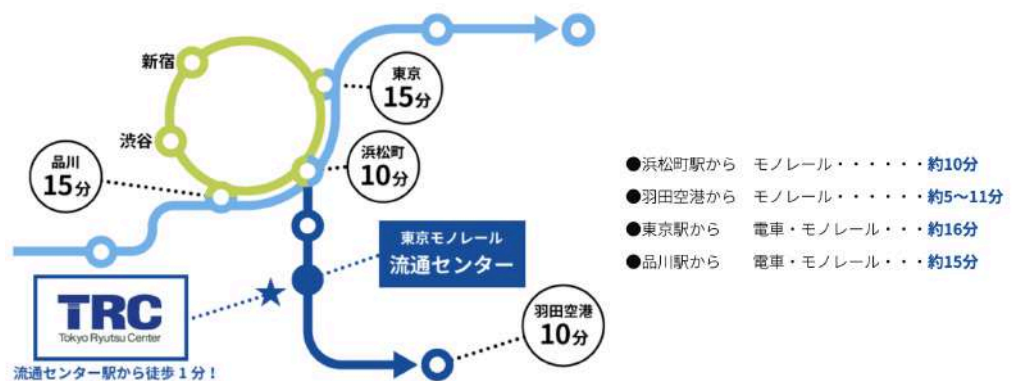 新宿
渋谷
東京
15分
浜松町
10分
品川
15分
東京モノレール
流通センター
TRC
Tokyo Ryutsu Center
流通センター駅から徒歩1分!
羽田空港
10分
●浜松町駅から　モノレール・・・・・・約10分
●羽田空港から　モノレール・・・・・約5～11分
●東京駅から　電車・モノレール・・・約16分
●品川駅から　電車・モノレール・・・約15分